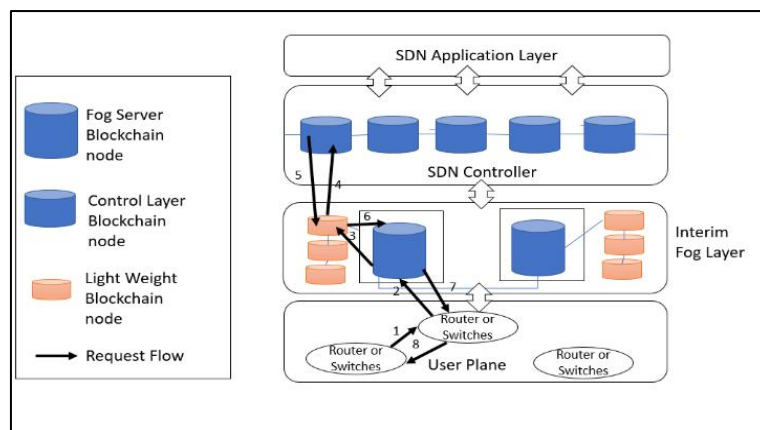 Fog Server
Blockchain
node
Control Layer
Blockchain
node
Light Weight
Blockchain
node
Request Flow
SDN Application Layer
5
4
SDN Controller
6
3
Interim
Fog Layer
2
7
Router or
Switches
1
8
Router or
Switches
User Plane
Router or
Switches